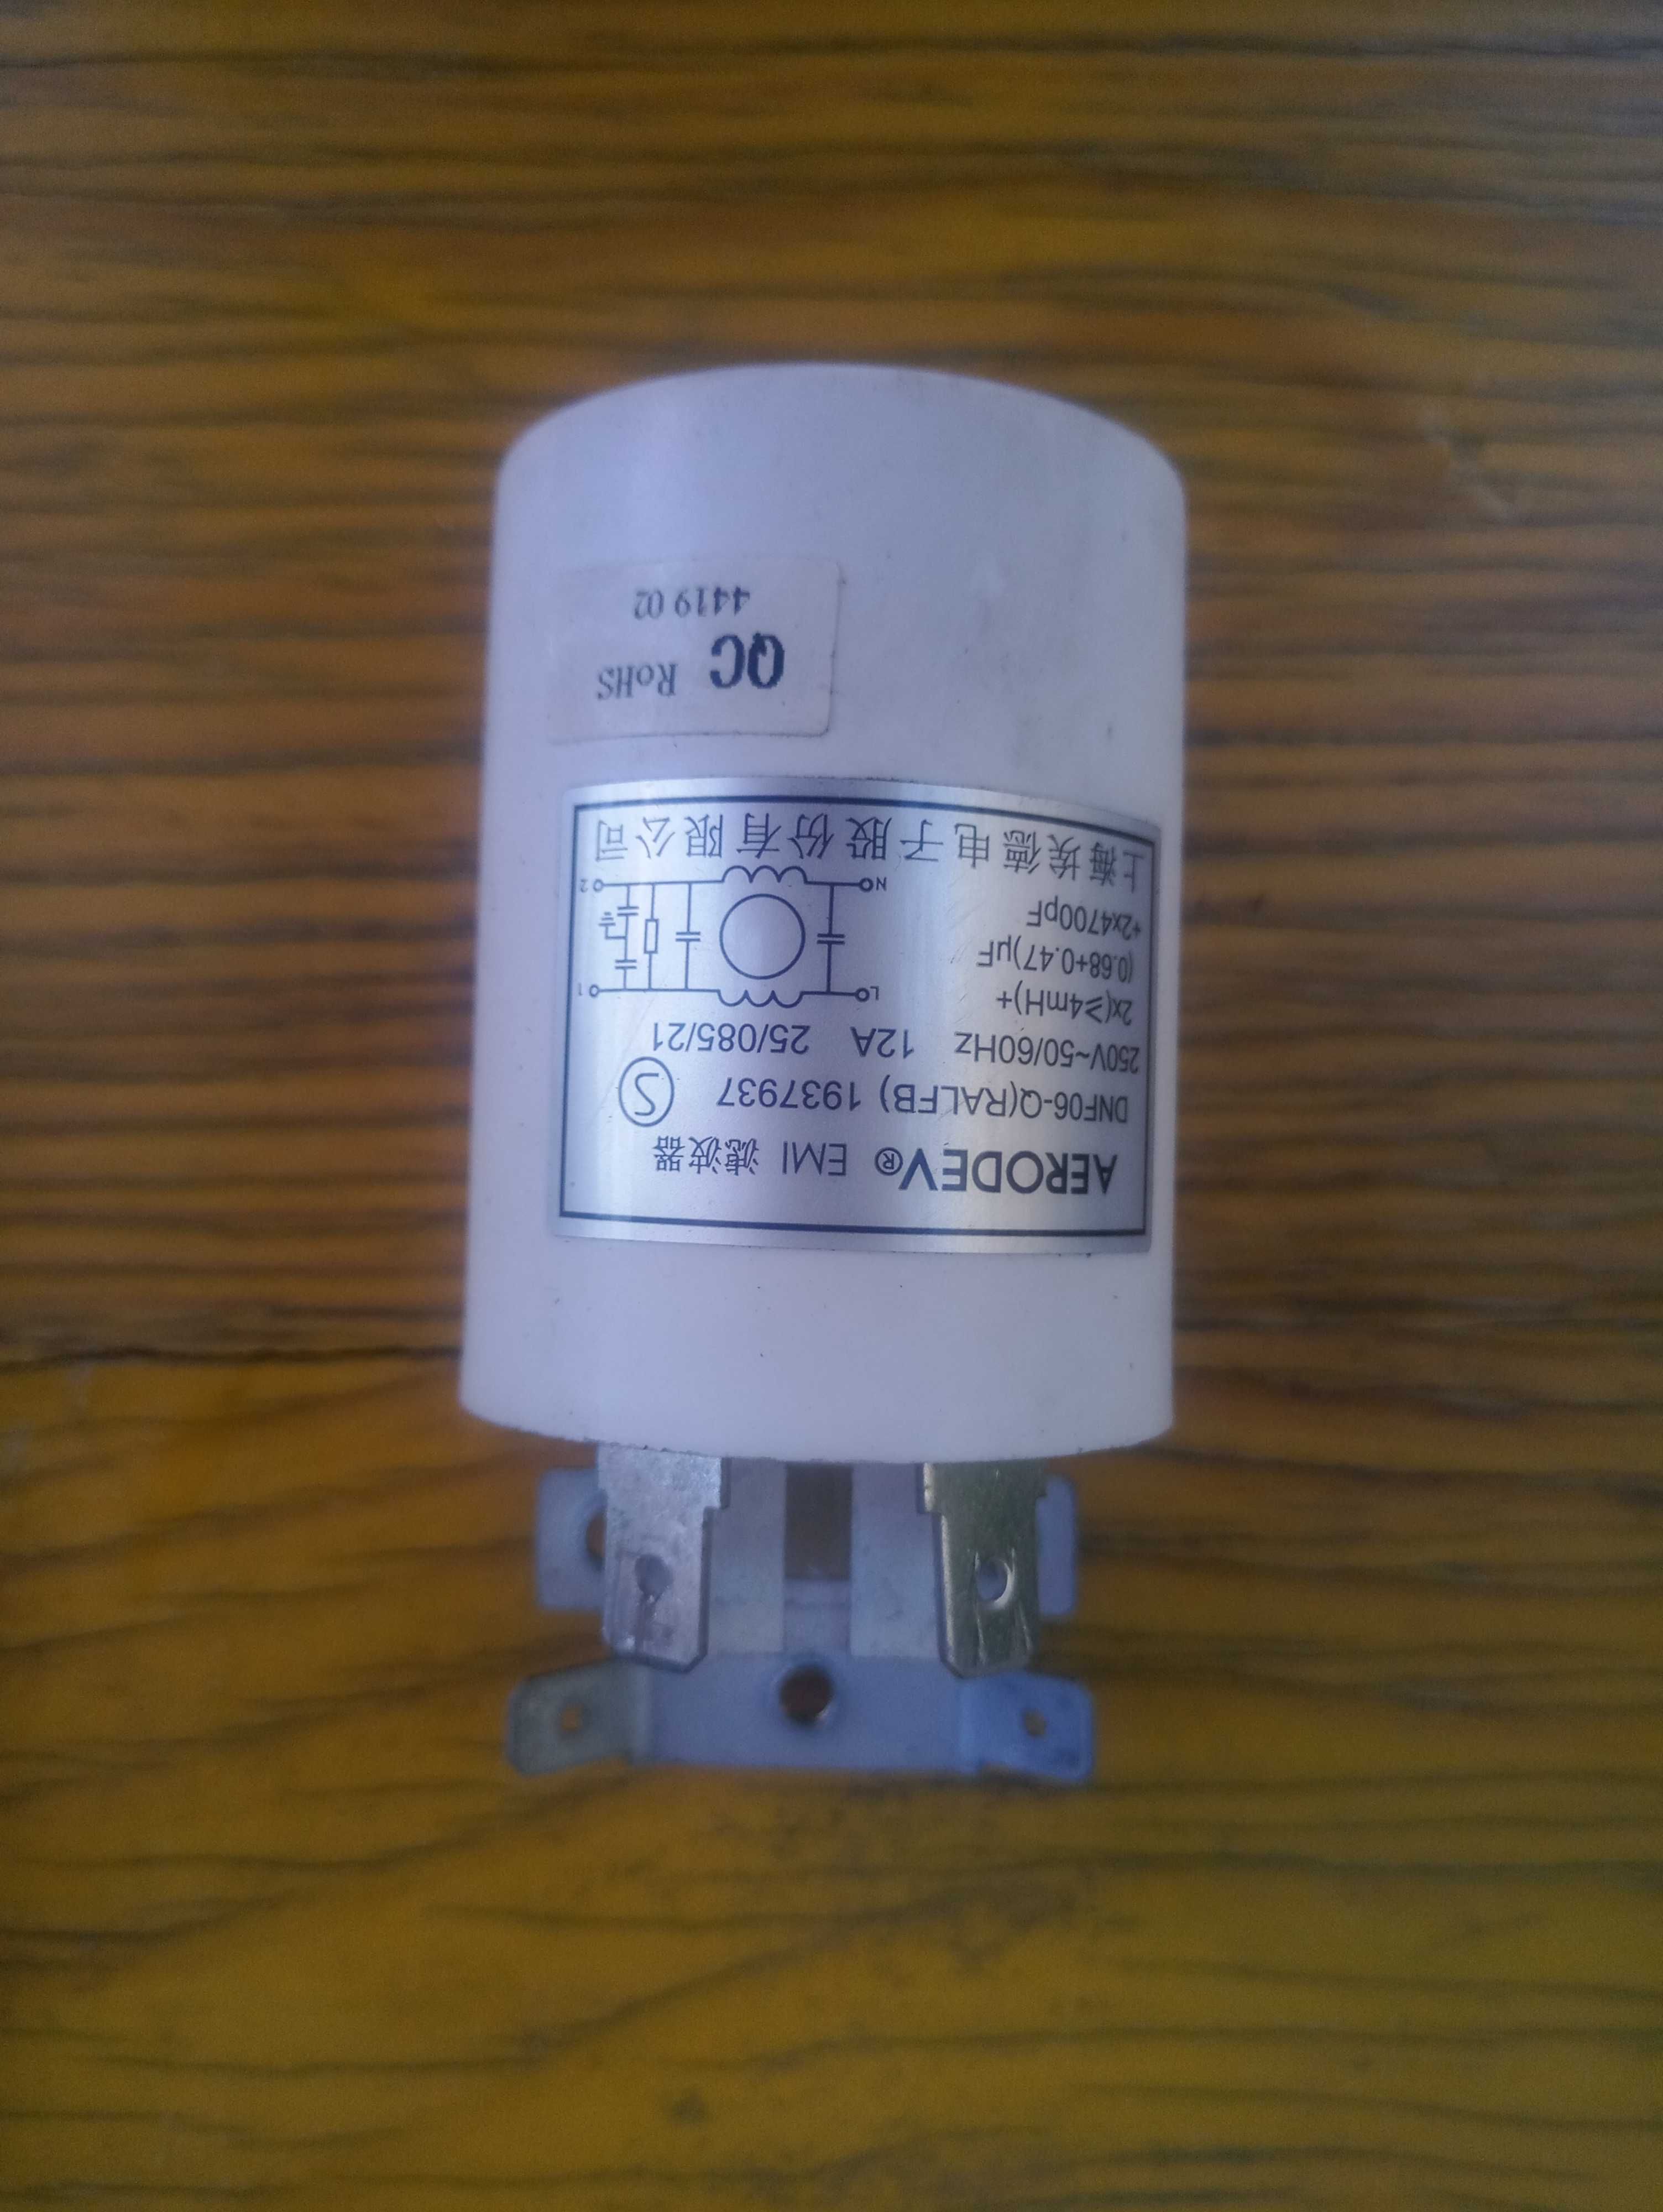 AERODEV® EMI 滤波器
DNF06-Q(RALFB) 1937937 S
250V~50/60Hz 12A 25/085/21
2x(≥4mH)+
(0.68+0.47)μF
+2x4700pF
L 1
N 2
上海埃德电子股份有限公司
QC RoHS
4419 02